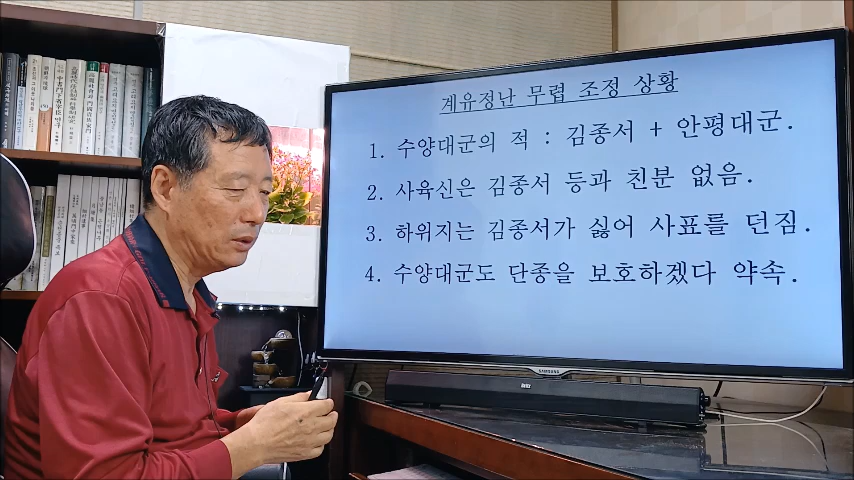 계유정난 무렵 조정 상황
1. 수양대군의 적 : 김종서 + 안평대군.
2. 사육신은 김종서 등과 친분 없음.
3. 하위지는 김종서가 싫어 사표를 던짐.
4. 수양대군도 단종을 보호하겠다 약속.
SAMSUNG